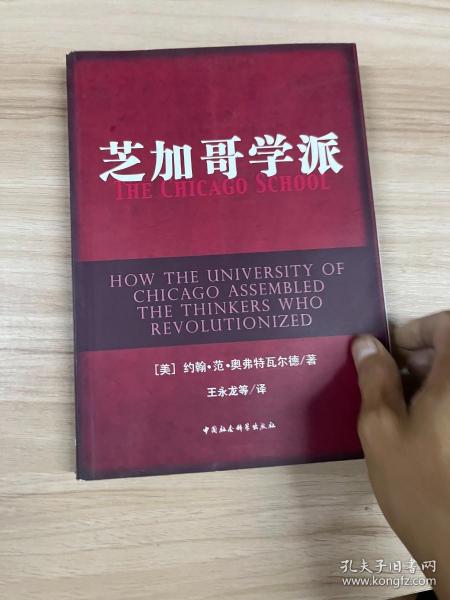 芝加哥学派
THE CHICAGO SCHOOL
HOW THE UNIVERSITY OF
CHICAGO ASSEMBLED
THE THINKERS WHO
REVOLUTIONIZED
[美] 约翰·范·奥弗特瓦尔德/著
王永龙等/译
中国社会科学出版社
孔夫子旧书网
www.kongfz.com